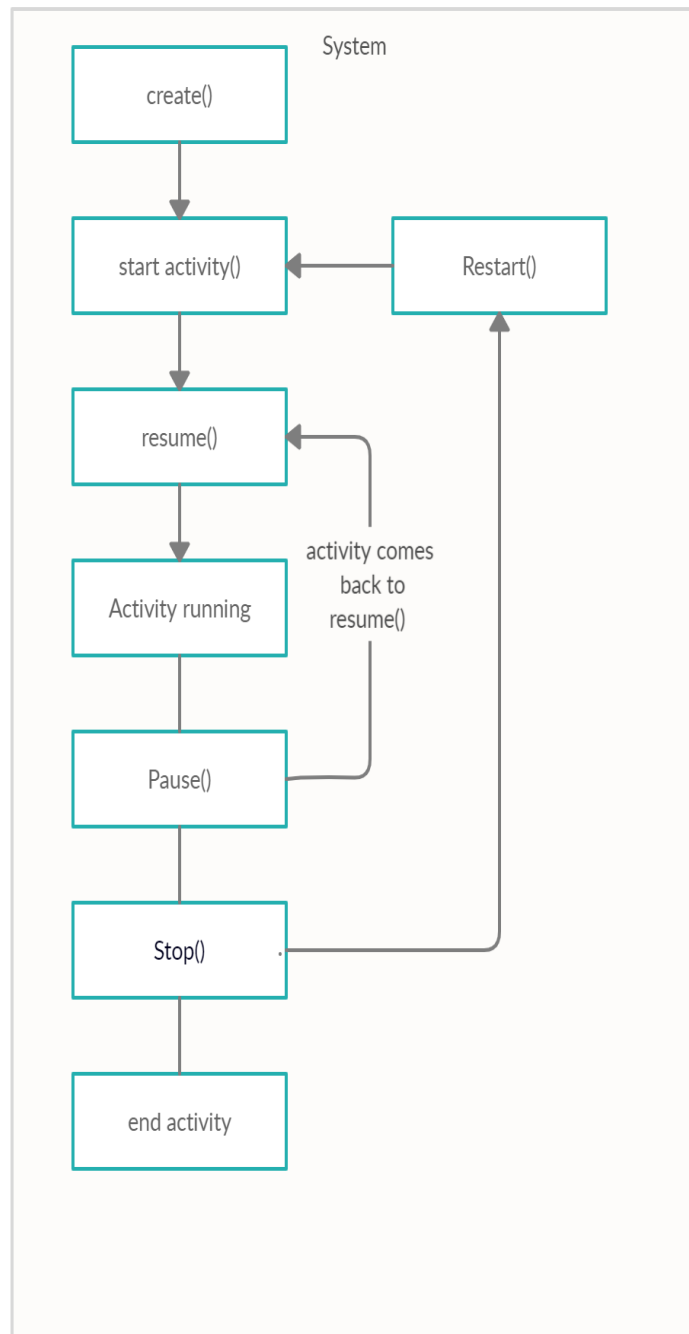 System
create()
start activity()
Restart()
resume()
activity comes
back to
resume()
Activity running
Pause()
Stop()
end activity